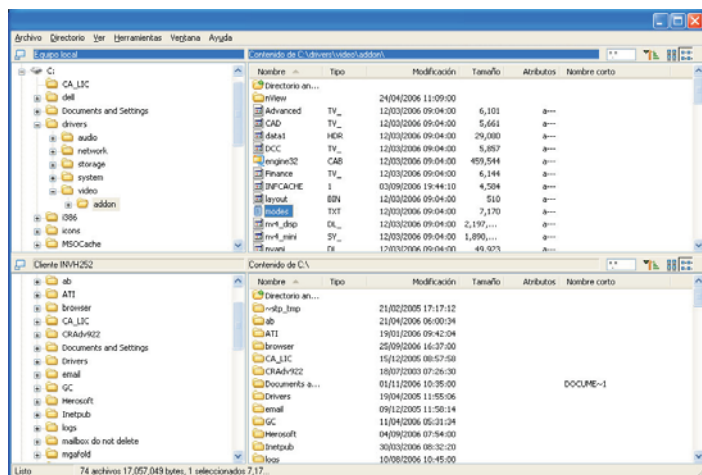 Archivo Directorio Ver Herramientas Ventana Ayuda
Equipo local
Contenido de C:\drivers\video\addon\
*.*
C:
CA_LIC
dell
Documents and Settings
drivers
audio
network
storage
system
video
addon
i386
icons
MSOCache
Nombre Tipo Modificación Tamaño Atributos Nombre corto
Directorio an...
nView 24/04/2006 11:09:00
Advanced TV_ 12/03/2006 09:04:00 6,101 a---
CAD TV_ 12/03/2006 09:04:00 5,661 a---
data1 HDR 12/03/2006 09:04:00 29,080 a---
DCC TV_ 12/03/2006 09:04:00 5,857 a---
engine32 CAB 12/03/2006 09:04:00 459,544 a---
Finance TV_ 12/03/2006 09:04:00 6,144 a---
INFCACHE 1 03/09/2006 19:44:10 4,584 a---
layout BIN 12/03/2006 09:04:00 510 a---
modes TXT 12/03/2006 09:04:00 7,170 a---
nv4_disp DL_ 12/03/2006 09:04:00 2,197,... a---
nv4_mini SY_ 12/03/2006 09:04:00 1,890,... a---
nvapi DL 12/03/2006 09:04:00 49,923 a---
Cliente INVH252
Contenido de C:\
*.*
ab
ATI
browser
CA_LIC
CRAdv922
Documents and Settings
Drivers
email
GC
Herosoft
Inetpub
logs
mailbox do not delete
mgafold
Nombre Tipo Modificación Tamaño Atributos Nombre corto
Directorio an...
~stp_tmp 21/02/2005 17:17:12
ab 21/04/2006 06:00:34
ATI 19/01/2006 09:42:04
browser 25/09/2006 16:37:00
CA_LIC 15/12/2005 08:57:58
CRAdv922 18/07/2003 07:26:30
Documents a... 01/11/2006 10:35:00 DOCUME~1
Drivers 19/04/2005 11:55:06
email 09/12/2005 11:50:14
GC 11/04/2006 05:31:34
Herosoft 04/09/2006 07:54:00
Inetpub 30/03/2006 08:32:20
logs 10/08/2006 10:45:00
Listo 74 archivos 17,057,049 bytes, 1 seleccionados 7,17...